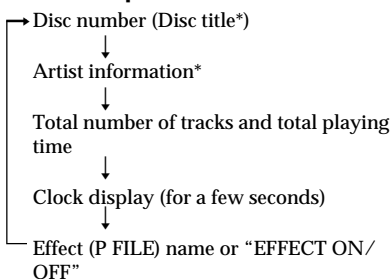 Disc number (Disc title*)
Artist information*
Total number of tracks and total playing
time
Clock display (for a few seconds)
Effect (P FILE) name or “EFFECT ON/
OFF”